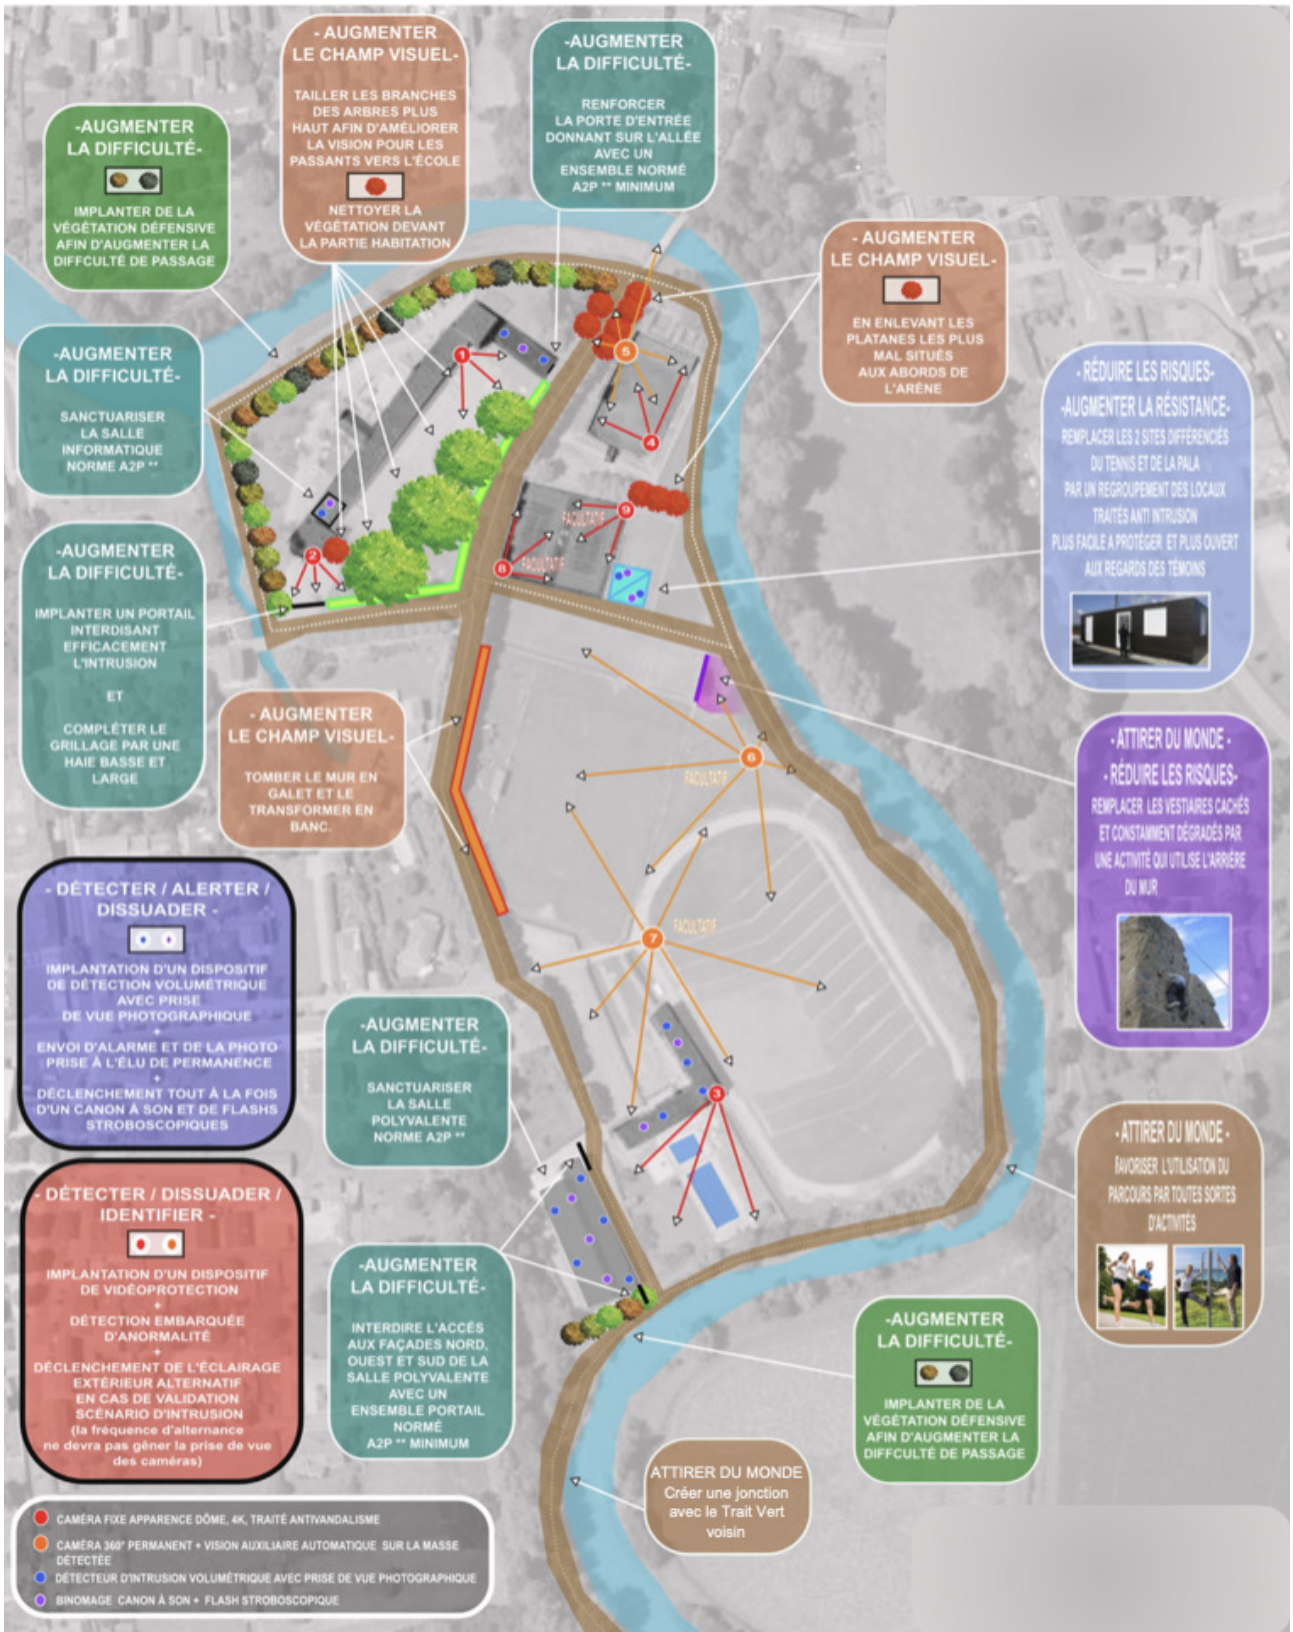 - AUGMENTER
LE CHAMP VISUEL-
TAILLER LES BRANCHES
DES ARBRES PLUS
HAUT AFIN D'AMÉLIORER
LA VISION POUR LES
PASSANTS VERS L'ÉCOLE
NETTOYER LA
VÉGÉTATION DEVANT
LA PARTIE HABITATION
-AUGMENTER
LA DIFFICULTÉ-
RENFORCER
LA PORTE D'ENTRÉE
DONNANT SUR L'ALLÉE
AVEC UN
ENSEMBLE NORMÉ
A2P ** MINIMUM
-AUGMENTER
LA DIFFICULTÉ-
IMPLANTER DE LA
VÉGÉTATION DÉFENSIVE
AFIN D'AUGMENTER LA
DIFFCULTÉ DE PASSAGE
- AUGMENTER
LE CHAMP VISUEL-
EN ENLEVANT LES
PLATANES LES PLUS
MAL SITUÉS
AUX ABORDS DE
L'ARÈNE
-AUGMENTER
LA DIFFICULTÉ-
SANCTUARISER
LA SALLE
INFORMATIQUE
NORME A2P **
- RÉDUIRE LES RISQUES-
-AUGMENTER LA RÉSISTANCE-
REMPLACER LES 2 SITES DIFFÉRENCIÉS
DU TENNIS ET DE LA PALA
PAR UN REGROUPEMENT DES LOCAUX
TRAITÉS ANTI INTRUSION
PLUS FACILE A PROTÉGER ET PLUS OUVERT
AUX REGARDS DES TÉMOINS
1
5
4
9
FACULTATIF
2
8
FACULTATIF
-AUGMENTER
LA DIFFICULTÉ-
IMPLANTER UN PORTAIL
INTERDISANT
EFFICACEMENT
L'INTRUSION
ET
COMPLÉTER LE
GRILLAGE PAR UNE
HAIE BASSE ET
LARGE
- AUGMENTER
LE CHAMP VISUEL-
TOMBER LE MUR EN
GALET ET LE
TRANSFORMER EN
BANC.
6
FACULTATIF
- ATTIRER DU MONDE -
- RÉDUIRE LES RISQUES-
REMPLACER LES VESTIAIRES CACHÉS
ET CONSTAMMENT DÉGRADÉS PAR
UNE ACTIVITÉ QUI UTILISE L'ARRIÈRE
DU MUR
- DÉTECTER / ALERTER /
DISSUADER -
IMPLANTATION D'UN DISPOSITIF
DE DÉTECTION VOLUMÉTRIQUE
AVEC PRISE
DE VUE PHOTOGRAPHIQUE
+
ENVOI D'ALARME ET DE LA PHOTO
PRISE À L'ÉLU DE PERMANENCE
+
DÉCLENCHEMENT TOUT À LA FOIS
D'UN CANON À SON ET DE FLASHS
STROBOSCOPIQUES
7
FACULTATIF
-AUGMENTER
LA DIFFICULTÉ-
SANCTUARISER
LA SALLE
POLYVALENTE
NORME A2P **
3
- ATTIRER DU MONDE -
FAVORISER L'UTILISATION DU
PARCOURS PAR TOUTES SORTES
D'ACTIVITÉS
- DÉTECTER / DISSUADER /
IDENTIFIER -
IMPLANTATION D'UN DISPOSITIF
DE VIDÉOPROTECTION
+
DÉTECTION EMBARQUÉE
D'ANORMALITÉ
+
DÉCLENCHEMENT DE L'ÉCLAIRAGE
EXTÉRIEUR ALTERNATIF
EN CAS DE VALIDATION
SCÉNARIO D'INTRUSION
(la fréquence d'alternance
ne devra pas gêner la prise de vue
des caméras)
-AUGMENTER
LA DIFFICULTÉ-
INTERDIRE L'ACCÈS
AUX FAÇADES NORD,
OUEST ET SUD DE LA
SALLE POLYVALENTE
AVEC UN
ENSEMBLE PORTAIL
NORMÉ
A2P ** MINIMUM
-AUGMENTER
LA DIFFICULTÉ-
IMPLANTER DE LA
VÉGÉTATION DÉFENSIVE
AFIN D'AUGMENTER LA
DIFFCULTÉ DE PASSAGE
ATTIRER DU MONDE
Créer une jonction
avec le Trait Vert
voisin
CAMÉRA FIXE APPARENCE DÔME, 4K, TRAITÉ ANTIVANDALISME
CAMÉRA 360° PERMANENT + VISION AUXILIAIRE AUTOMATIQUE SUR LA MASSE
DÉTECTÉE
DÉTECTEUR D'INTRUSION VOLUMÉTRIQUE AVEC PRISE DE VUE PHOTOGRAPHIQUE
BINOMAGE CANON À SON + FLASH STROBOSCOPIQUE